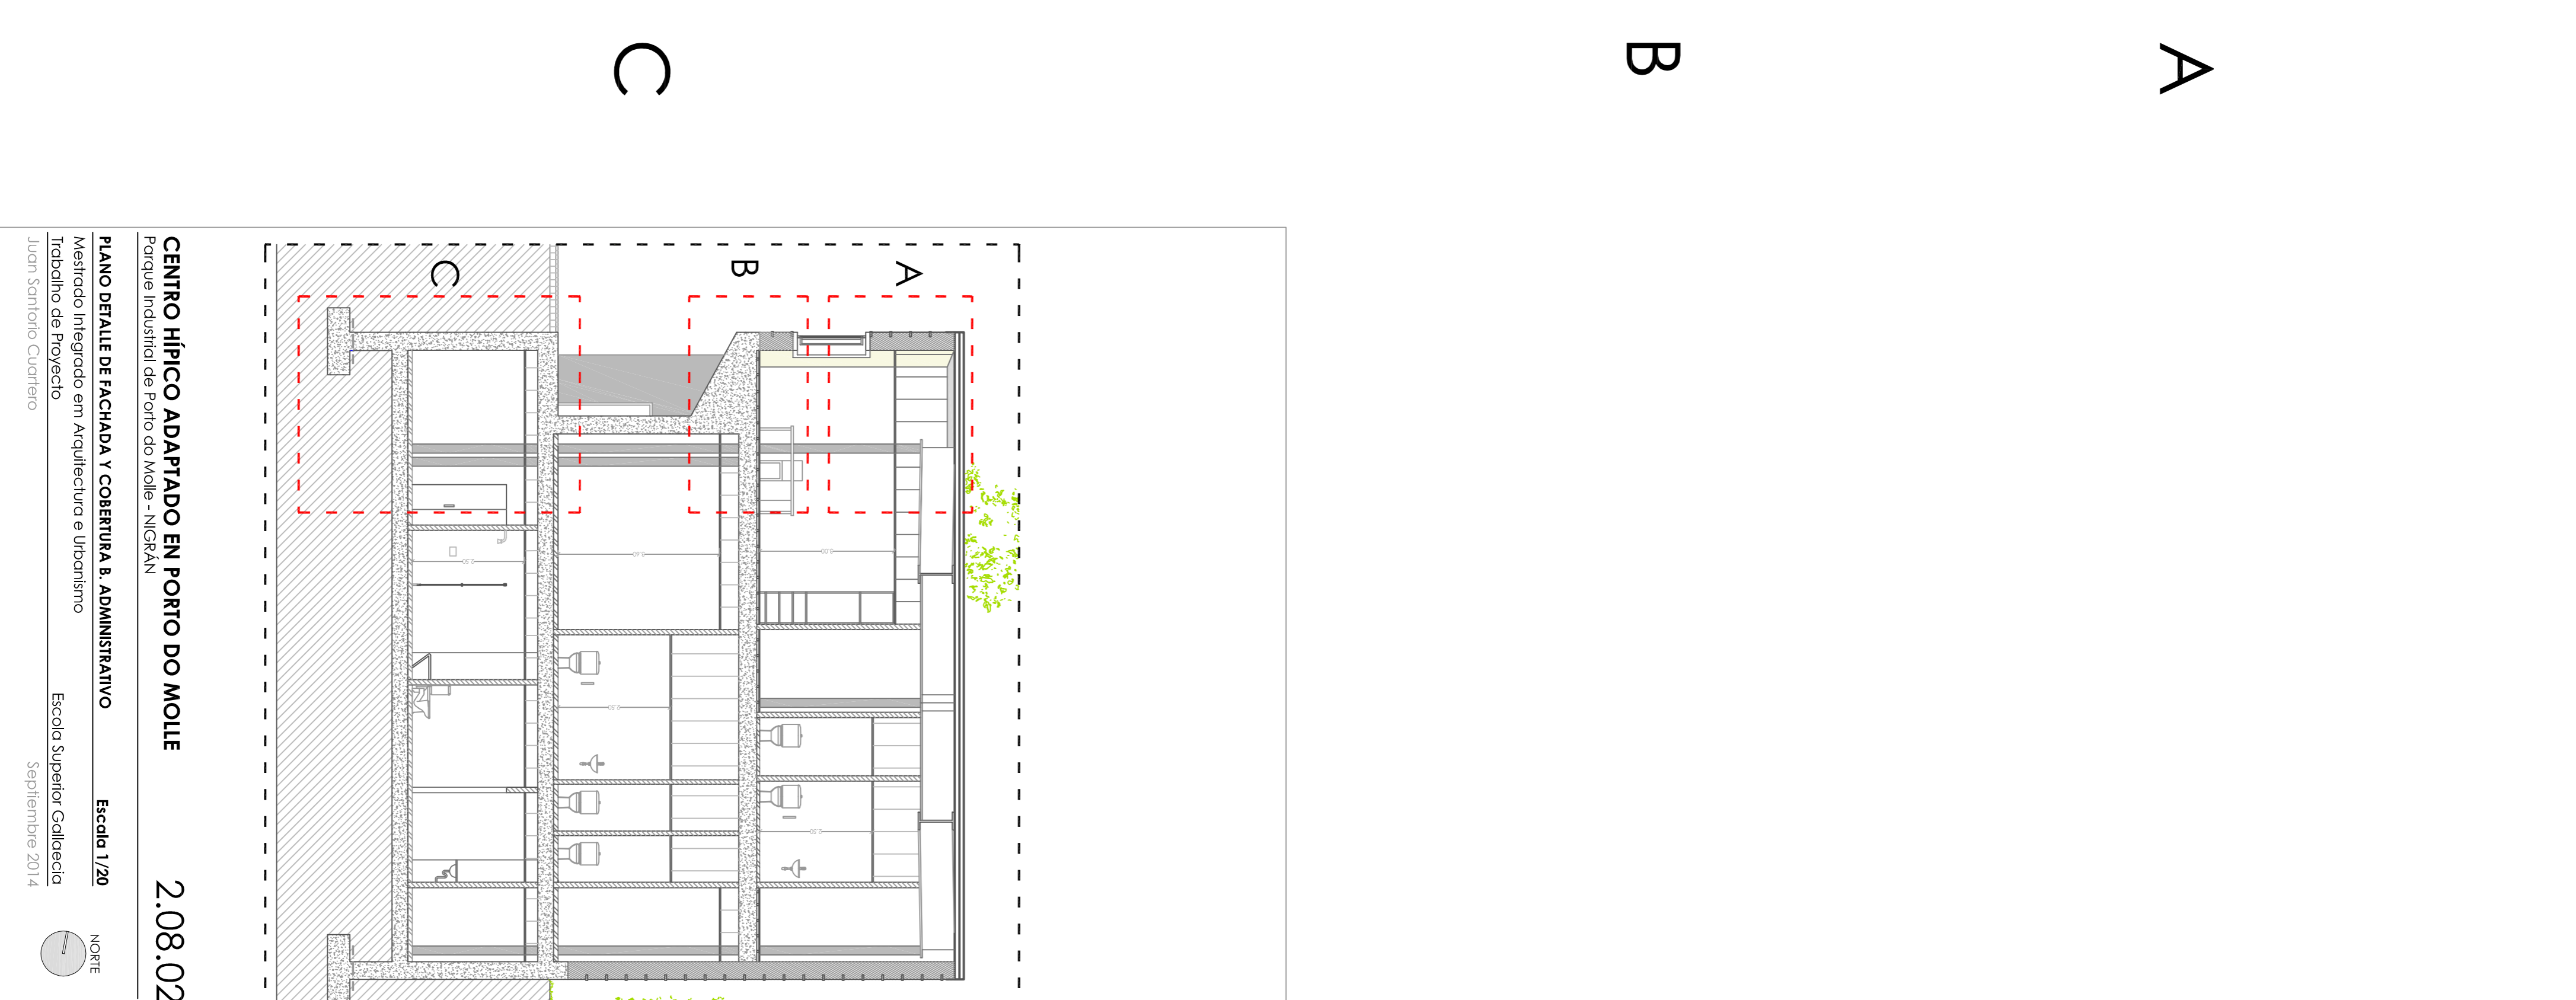 C
B
A
C
B
A
CENTRO HÍPICO ADAPTADO EN PORTO DO MOLLE
2.08.02
Parque Industrial de Porto do Molle - NIGRÁN
PLANO DETALLE DE FACHADA Y COBERTURA B. ADMINISTRATIVO
Escala 1/20
NORTE
Mestrado Integrado em Arquitectura e Urbanismo
Trabalho de Proyecto
Escola Superior Gallaecia
Juan Santorio Cuartero
Septiembre 2014